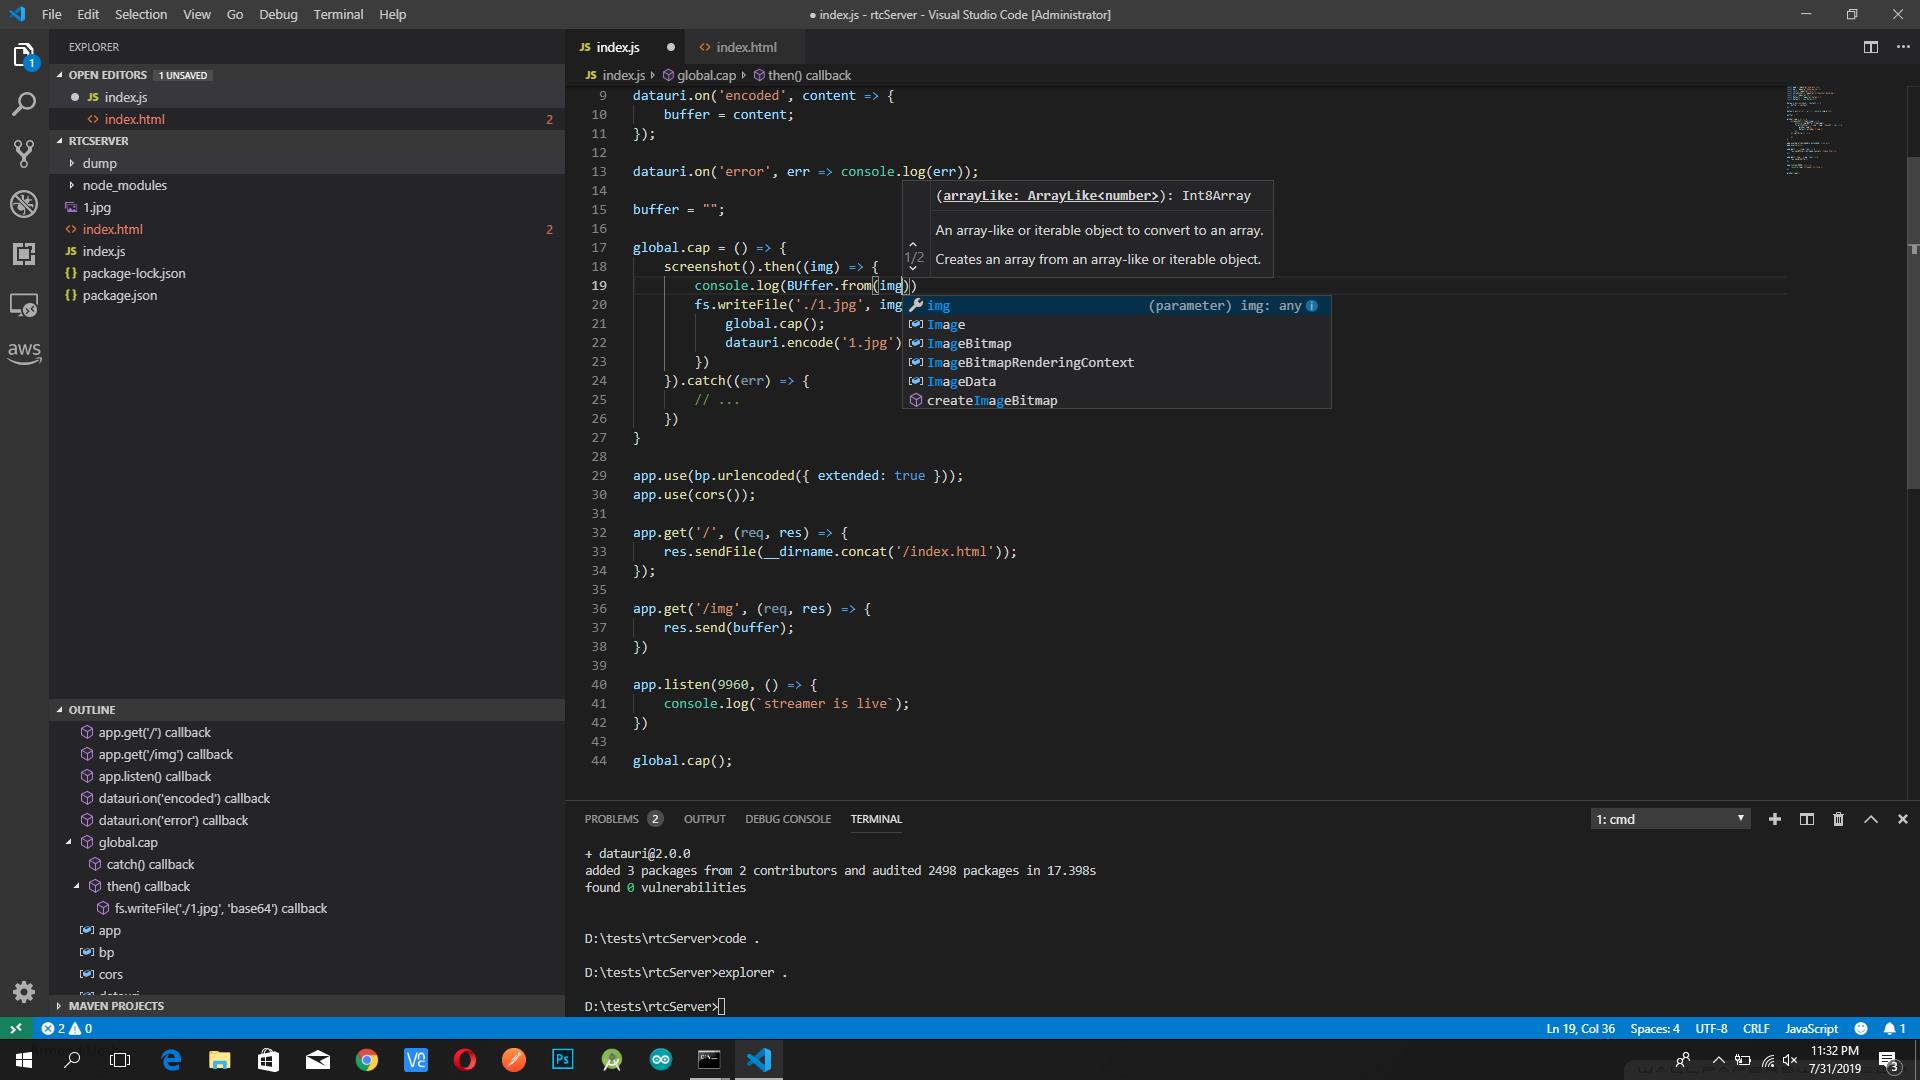 File Edit Selection View Go Debug Terminal Help
● index.js - rtcServer - Visual Studio Code [Administrator]
EXPLORER
1
OPEN EDITORS 1 UNSAVED
JS index.js
<> index.html 2
RTCSERVER
dump
node_modules
1.jpg
<> index.html 2
JS index.js
{} package-lock.json
{} package.json
aws
OUTLINE
app.get('/') callback
app.get('/img') callback
app.listen() callback
datauri.on('encoded') callback
datauri.on('error') callback
global.cap
catch() callback
then() callback
fs.writeFile('./1.jpg', 'base64') callback
app
bp
cors
MAVEN PROJECTS
JS index.js ● <> index.html
JS index.js › global.cap › then() callback
9 datauri.on('encoded', content => {
10 buffer = content;
11 });
12
13 datauri.on('error', err => console.log(err));
14
15 buffer = "";
16
17 global.cap = () => {
18 screenshot().then((img) => {
19 console.log(BUffer.from(img))
20 fs.writeFile('./1.jpg', img
21 global.cap();
22 datauri.encode('1.jpg')
23 })
24 }).catch((err) => {
25 // ...
26 })
27 }
28
29 app.use(bp.urlencoded({ extended: true }));
30 app.use(cors());
31
32 app.get('/', (req, res) => {
33 res.sendFile(__dirname.concat('/index.html'));
34 });
35
36 app.get('/img', (req, res) => {
37 res.send(buffer);
38 })
39
40 app.listen(9960, () => {
41 console.log(`streamer is live`);
42 })
43
44 global.cap();
(arrayLike: ArrayLike<number>): Int8Array
An array-like or iterable object to convert to an array.
1/2
Creates an array from an array-like or iterable object.
img (parameter) img: any
Image
ImageBitmap
ImageBitmapRenderingContext
ImageData
createImageBitmap
PROBLEMS 2 OUTPUT DEBUG CONSOLE TERMINAL 1: cmd
+ datauri@2.0.0
added 3 packages from 2 contributors and audited 2498 packages in 17.398s
found 0 vulnerabilities
D:\tests\rtcServer>code .
D:\tests\rtcServer>explorer .
D:\tests\rtcServer>
2 0 Ln 19, Col 36 Spaces: 4 UTF-8 CRLF JavaScript 1
Ps
11:32 PM
7/31/2019
3